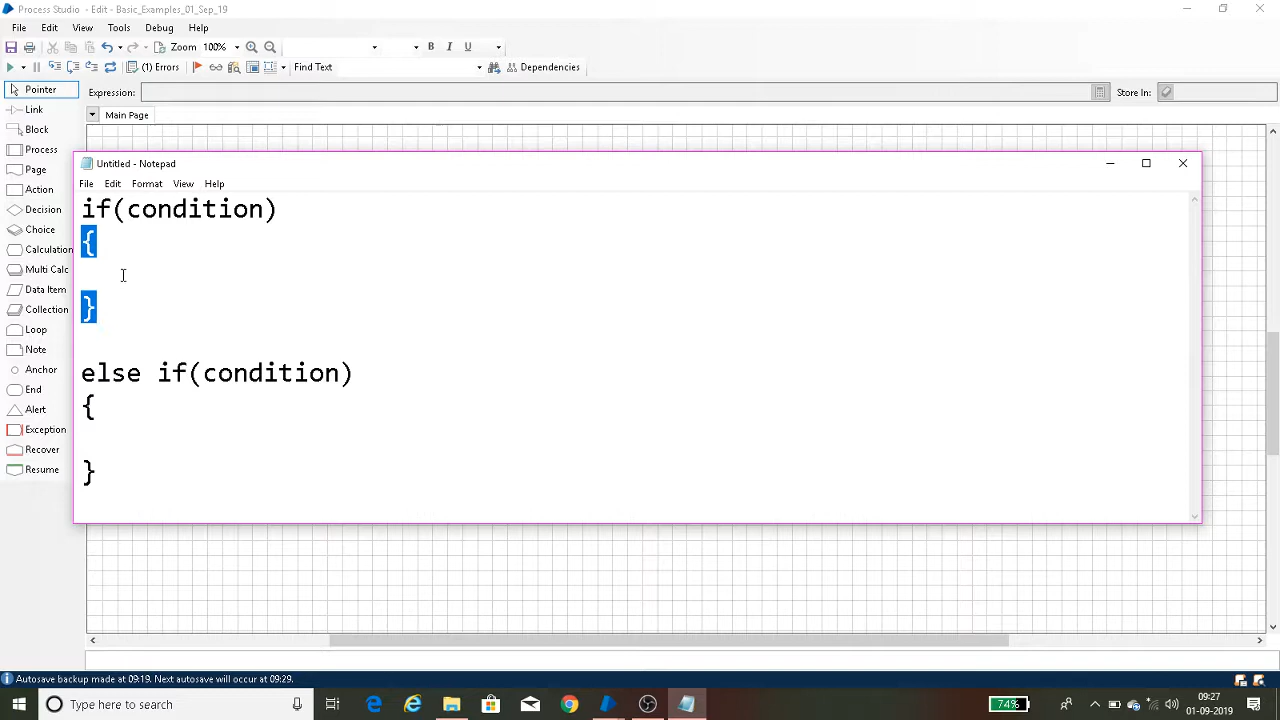 Process Studio - Edit - Basic_Examples_01_Sep_19
File Edit View Tools Debug Help
Zoom 100% B I U
(1) Errors Find Text Dependencies
Pointer
Expression: Store In:
Link
Main Page
Block
Process
Page
Action
Decision
Choice
Calculation
Multi Calc
Data Item
Collection
Loop
Note
Anchor
End
Alert
Exception
Recover
Resume
Untitled - Notepad
File Edit Format View Help
if(condition)
{
}
else if(condition)
{
}
Autosave backup made at 09:19. Next autosave will occur at 09:29.
Type here to search
74%
09:27
01-09-2019